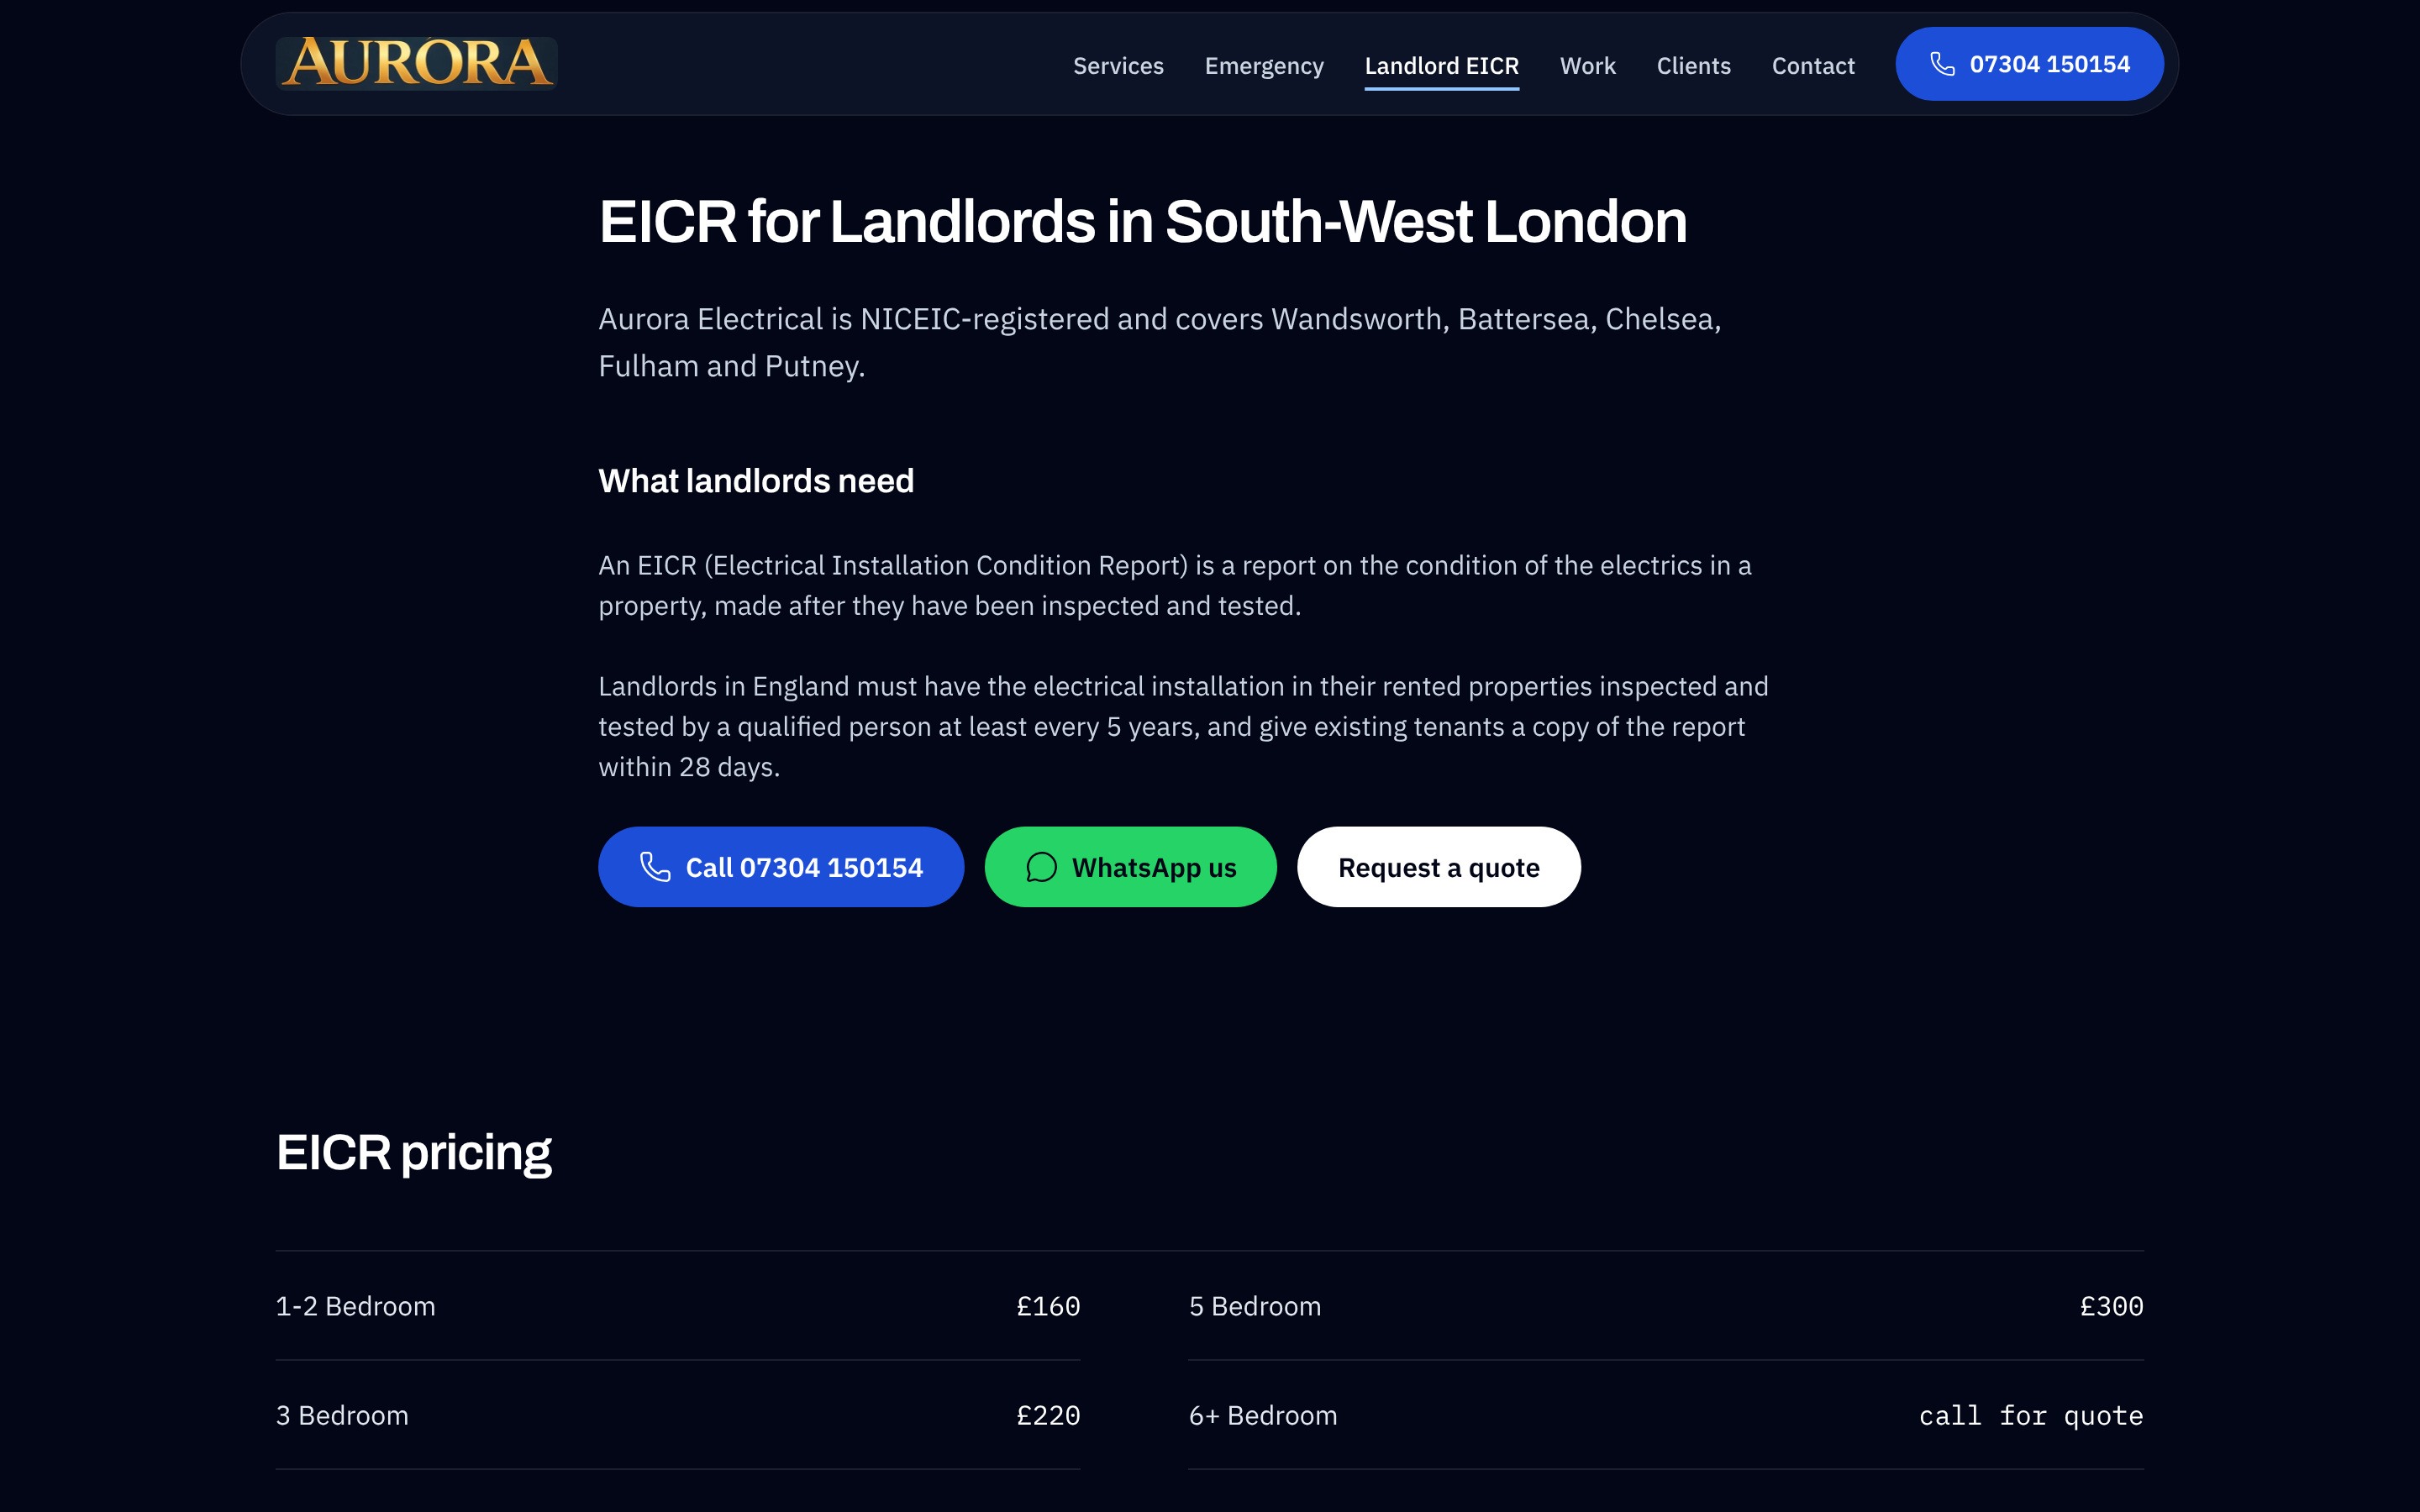 AURORA
Services
Emergency
Landlord EICR
Work
Clients
Contact
07304 150154
EICR for Landlords in South-West London
Aurora Electrical is NICEIC-registered and covers Wandsworth, Battersea, Chelsea,
Fulham and Putney.
What landlords need
An EICR (Electrical Installation Condition Report) is a report on the condition of the electrics in a
property, made after they have been inspected and tested.
Landlords in England must have the electrical installation in their rented properties inspected and
tested by a qualified person at least every 5 years, and give existing tenants a copy of the report
within 28 days.
Call 07304 150154
WhatsApp us
Request a quote
EICR pricing
1-2 Bedroom £160
3 Bedroom £220
5 Bedroom £300
6+ Bedroom call for quote